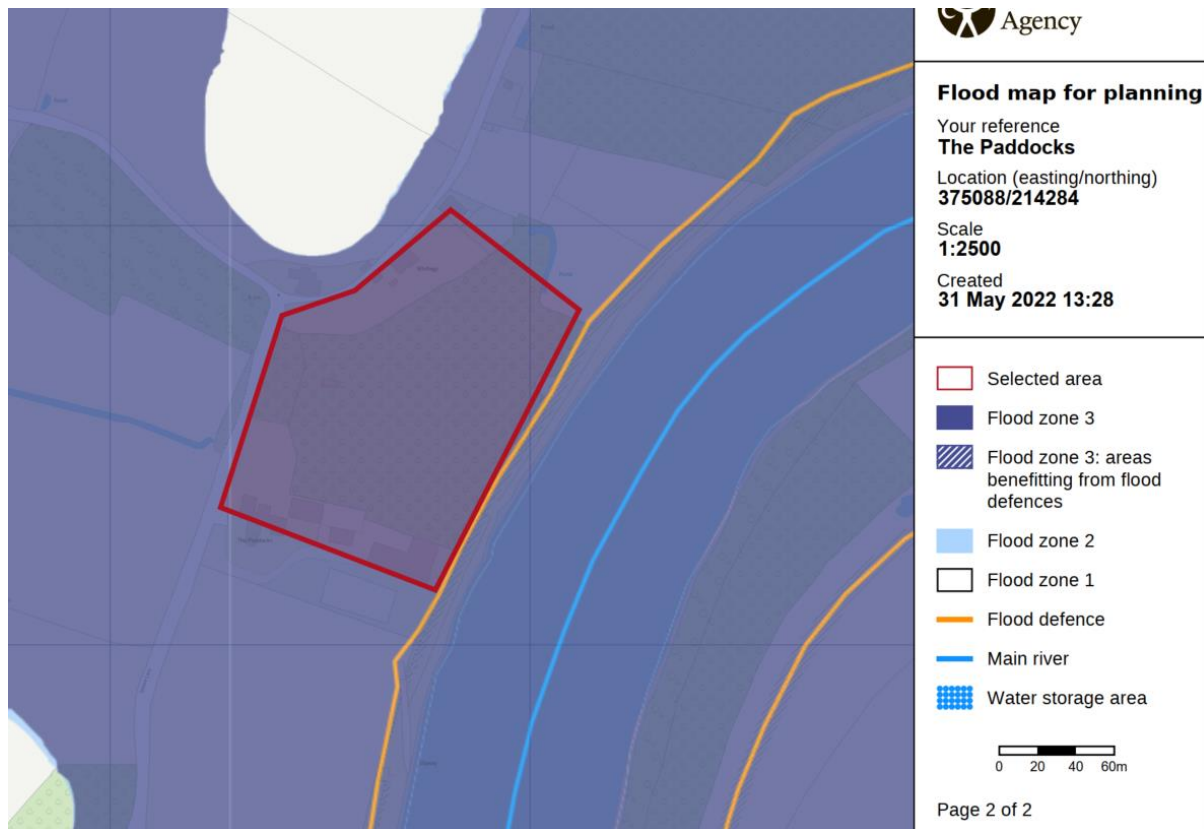 Agency
Flood map for planning
Your reference
The Paddocks
Location (easting/northing)
375088/214284
Scale
1:2500
Created
31 May 2022 13:28
Selected area
Flood zone 3
Flood zone 3: areas
benefitting from flood
defences
Flood zone 2
Flood zone 1
Flood defence
Main river
Water storage area
0 20 40 60m
Page 2 of 2
The Paddocks